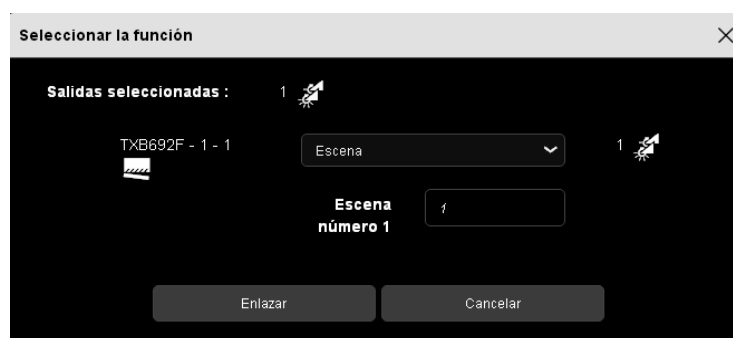 Seleccionar la función
Salidas seleccionadas : 1
TXB692F - 1 - 1 Escena 1
Escena 1
número 1
Enlazar Cancelar